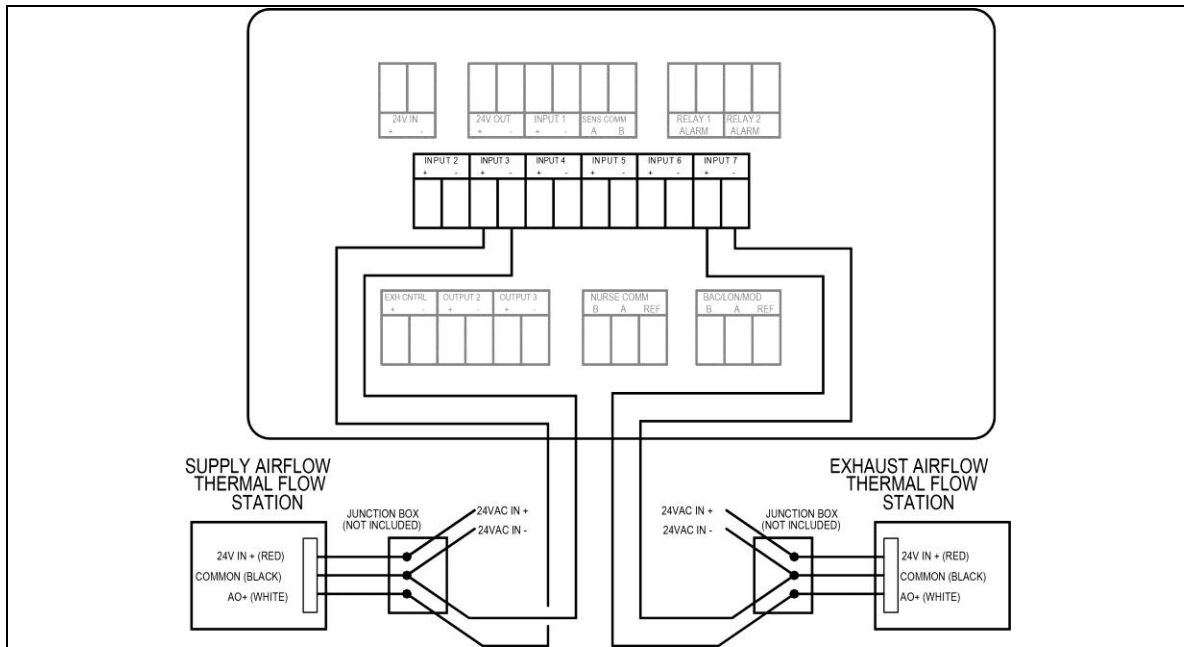 24V IN
+ -
24V OUT INPUT 1 SENS COMM
+ - + - A B
RELAY 1 RELAY 2
ALARM ALARM
INPUT 2 INPUT 3 INPUT 4 INPUT 5 INPUT 6 INPUT 7
+ - + - + - + - + - + -
EXH CNTRL OUTPUT 2 OUTPUT 3
+ - + - + -
NURSE COMM
B A REF
BAC/LON/MOD
B A REF
SUPPLY AIRFLOW
THERMAL FLOW
STATION
JUNCTION BOX
(NOT INCLUDED)
24VAC IN +
24VAC IN -
24V IN + (RED)
COMMON (BLACK)
AO+ (WHITE)
EXHAUST AIRFLOW
THERMAL FLOW
STATION
24VAC IN +
24VAC IN -
JUNCTION BOX
(NOT INCLUDED)
24V IN + (RED)
COMMON (BLACK)
AO+ (WHITE)